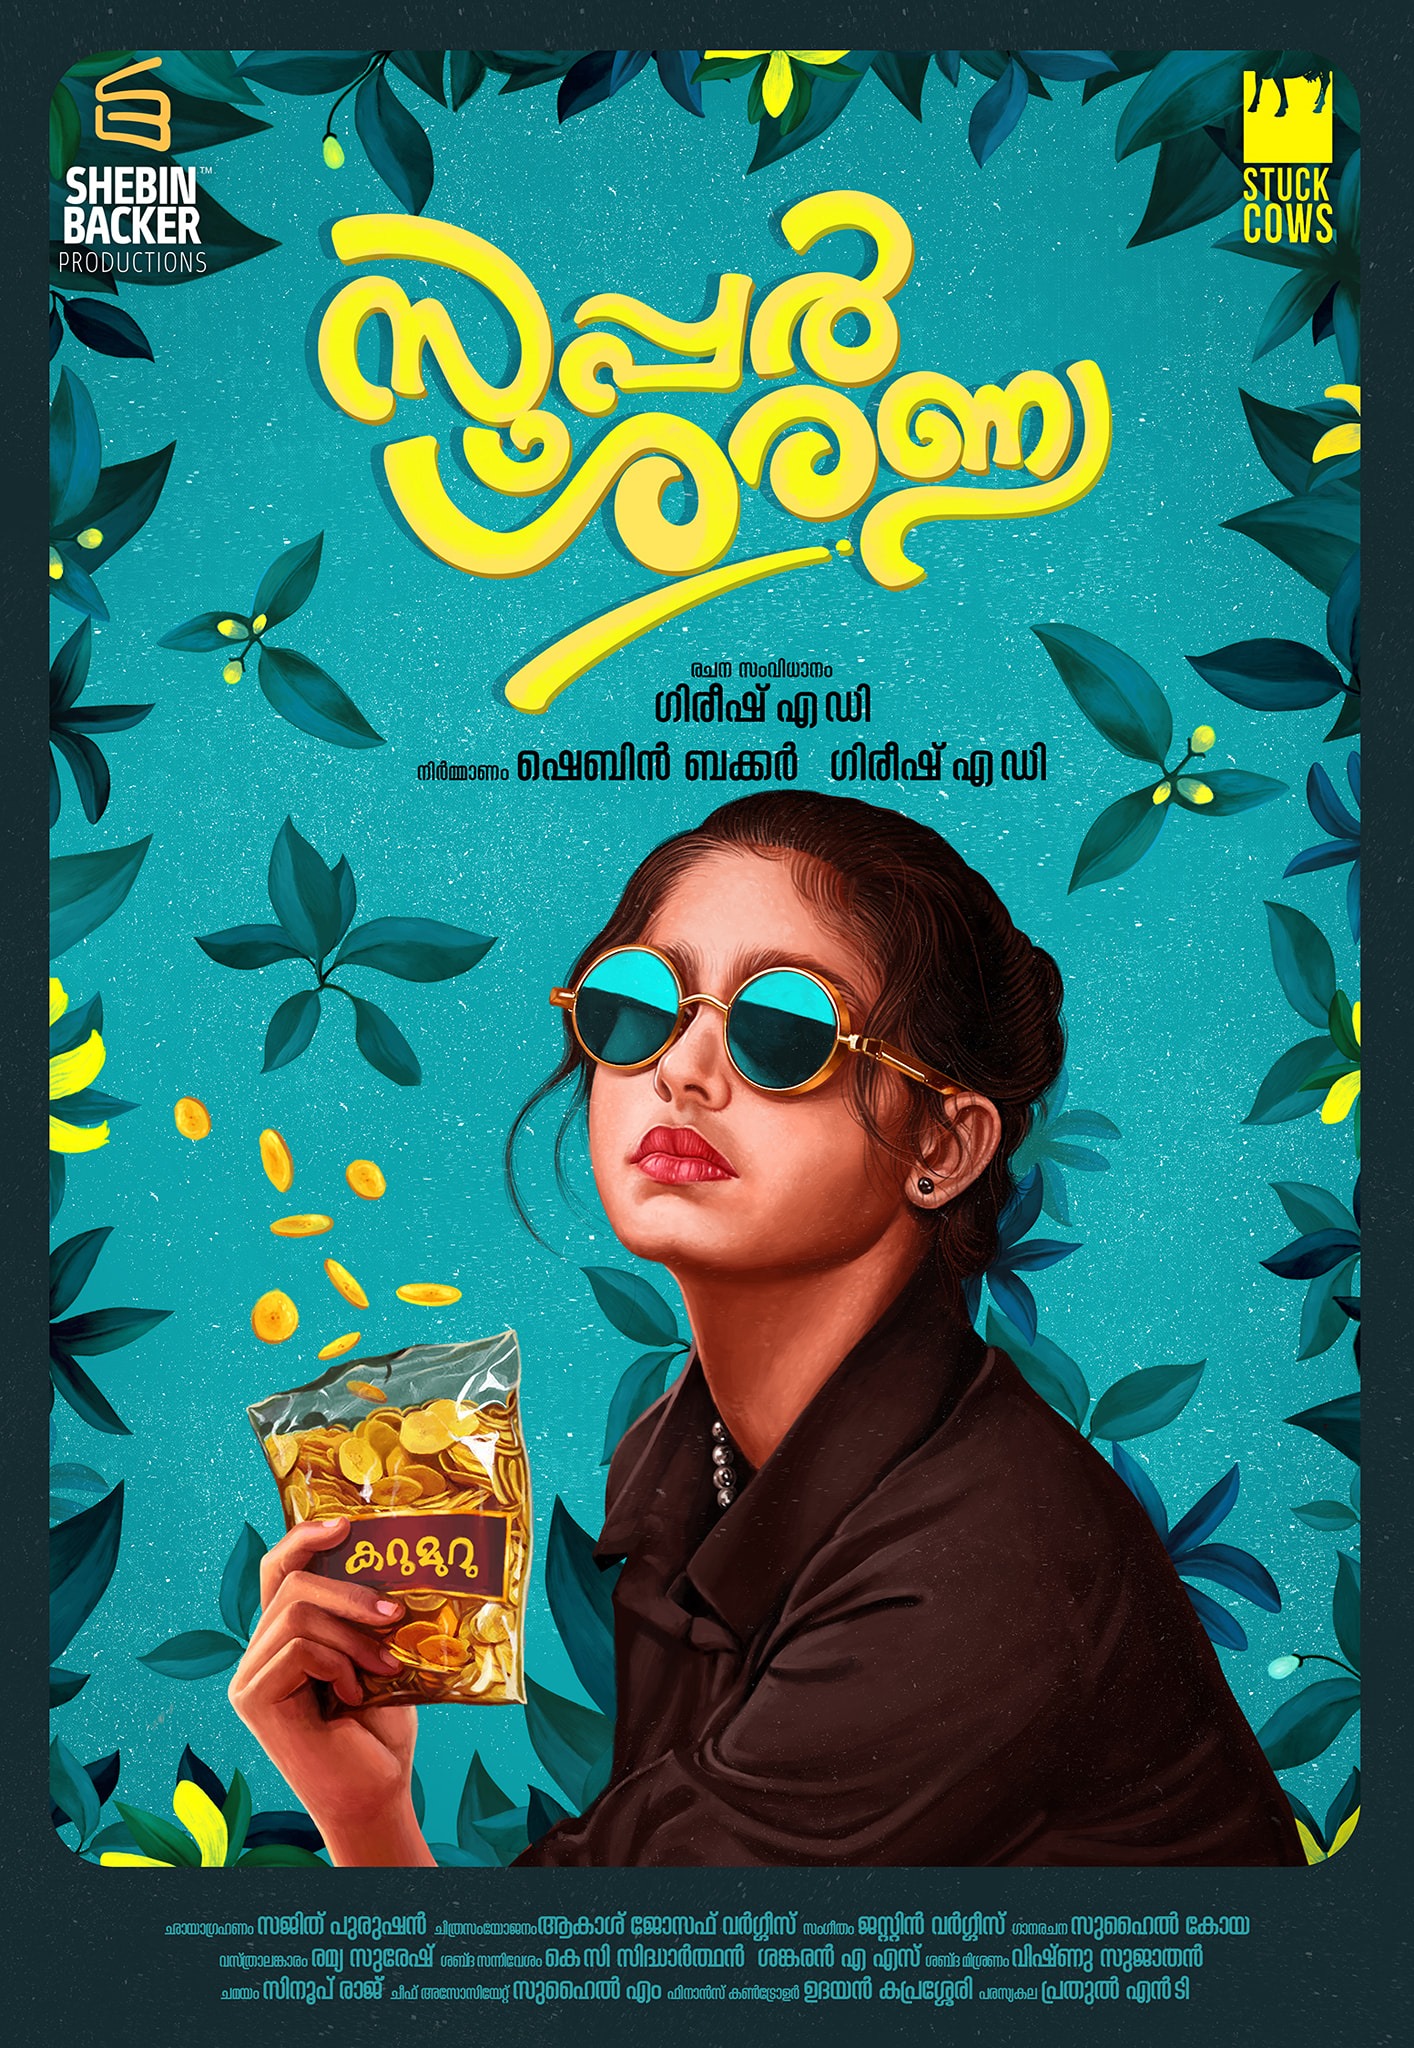 SHEBIN™
BACKER
PRODUCTIONS
STUCK
COWS
സൂപ്പർ
ശരണ്യ
രചന സംവിധാനം
ഗിരീഷ് എ ഡി
നിർമ്മാണം ഷെബിൻ ബക്കർ ഗിരീഷ് എ ഡി
കറുമുറു
ഛായാഗ്രഹണം സജിത് പുരുഷൻ ചിത്രസംയോജനം ആകാശ് ജോസഫ് വർഗ്ഗീസ് സംഗീതം ജസ്റ്റിൻ വർഗ്ഗീസ് ഗാനരചന സുഹൈൽ കോയ
വസ്ത്രാലങ്കാരം രമ്യ സുരേഷ് ശബ്ദ സന്നിവേശം കെ സി സിദ്ധാർത്ഥൻ ശങ്കരൻ എ എസ് ശബ്ദ മിശ്രണം വിഷ്ണു സുജാതൻ
ചമയം സിനൂപ് രാജ് ചീഫ് അസോസിയേറ്റ് സുഹൈൽ എം ഫിനാൻസ് കൺട്രോളർ ഉദയൻ കപ്രശ്ശേരി പരസ്യകല പ്രതുൽ എൻ ടി